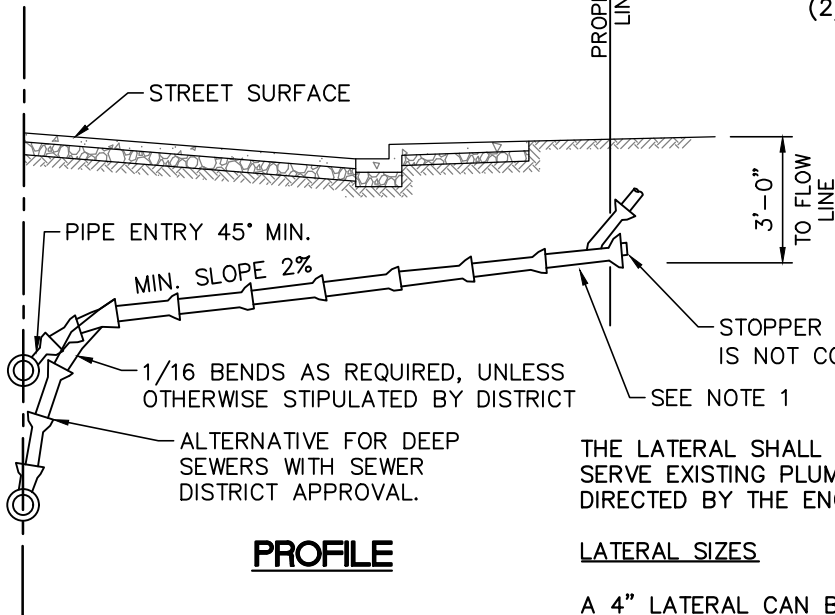 (2
PROPE
LIN
STREET SURFACE
3'-0"
TO FLOW
LINE
PIPE ENTRY 45° MIN.
MIN. SLOPE 2%
STOPPER
IS NOT CO
1/16 BENDS AS REQUIRED, UNLESS
OTHERWISE STIPULATED BY DISTRICT
SEE NOTE 1
ALTERNATIVE FOR DEEP
SEWERS WITH SEWER
DISTRICT APPROVAL.
THE LATERAL SHALL
SERVE EXISTING PLUM
DIRECTED BY THE ENG
PROFILE
LATERAL SIZES
A 4" LATERAL CAN B